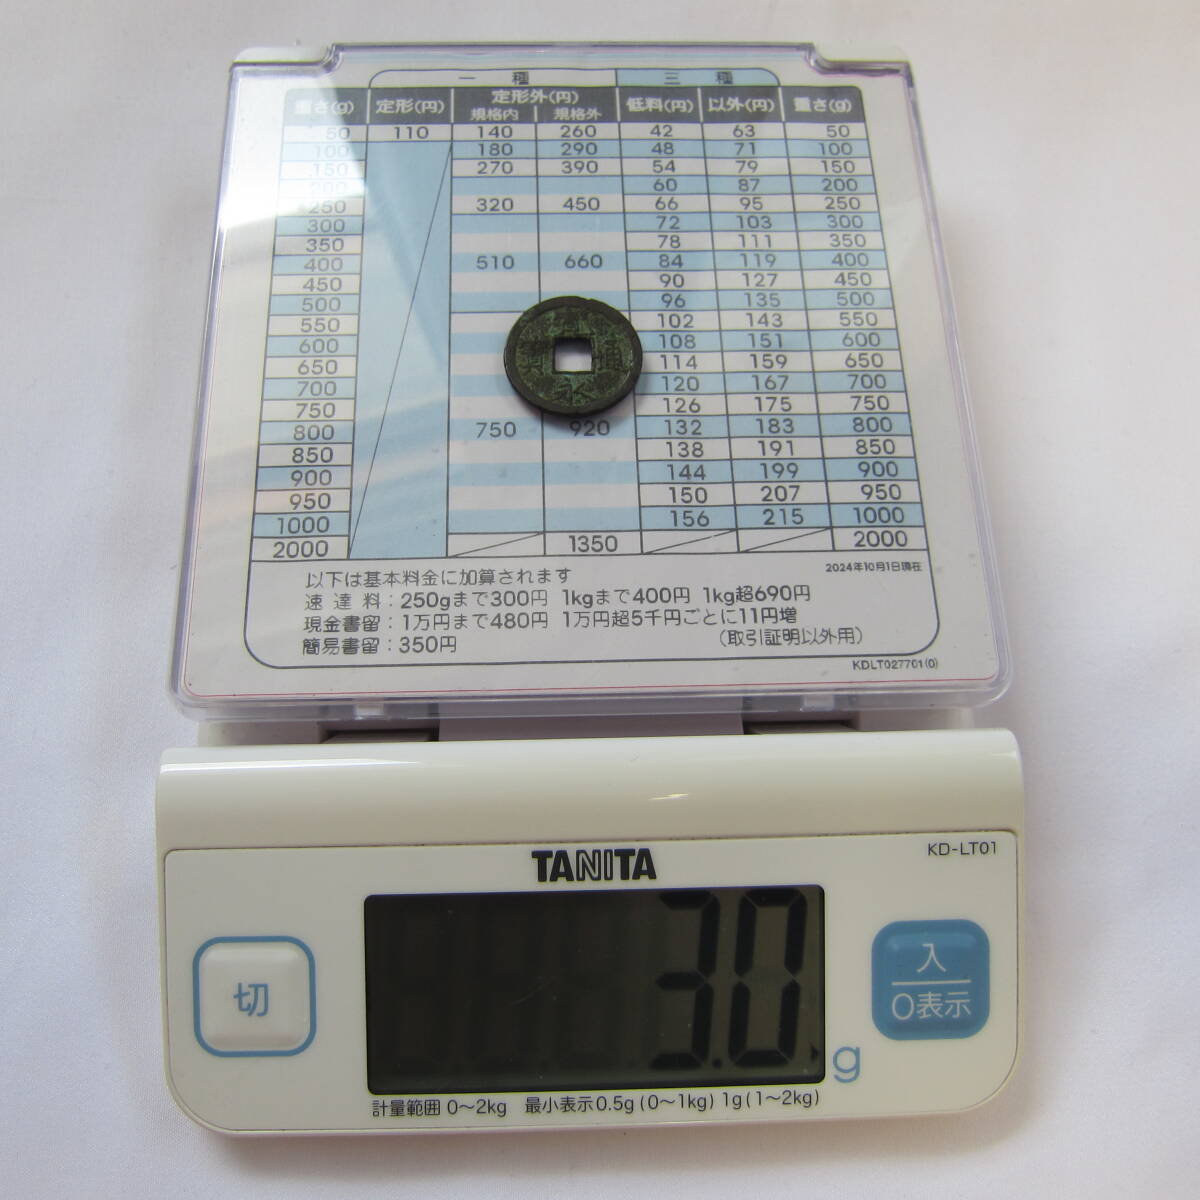 一種 三種
重さ(g) 定形(円) 定形外(円) 低料(円) 以外(円) 重さ(g)
規格内 規格外
50 110 140 260 42 63 50
100 180 290 48 71 100
150 270 390 54 79 150
200 60 87 200
250 320 450 66 95 250
300 72 103 300
350 78 111 350
400 510 660 84 119 400
450 90 127 450
500 96 135 500
550 102 143 550
600 108 151 600
650 114 159 650
700 120 167 700
750 126 175 750
800 750 920 132 183 800
850 138 191 850
900 144 199 900
950 150 207 950
1000 156 215 1000
2000 1350 2000
2024年10月1日現在
以下は基本料金に加算されます
速達料：250gまで300円 1kgまで400円 1kg超690円
現金書留：1万円まで480円 1万円超5千円ごとに11円増
簡易書留：350円 (取引証明以外用)
KDLT027701(0)
永
通
TANITA
KD-LT01
3.0 g
切
入
0表示
計量範囲 0～2kg 最小表示0.5g(0～1kg) 1g(1～2kg)